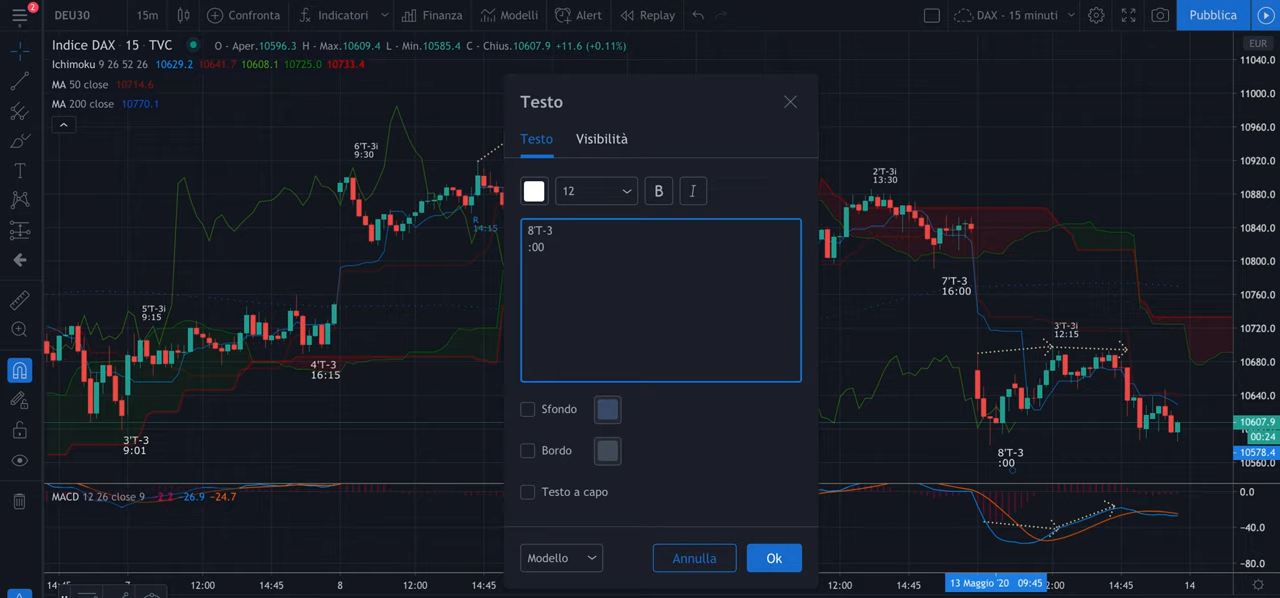 2
DEU30 15m Confronta Indicatori Finanza Modelli Alert Replay DAX - 15 minuti Pubblica
Indice DAX · 15 · TVC O - Aper.10596.3 H - Max.10609.4 L - Min.10585.4 C - Chius.10607.9 +11.6 (+0.11%)
EUR
Ichimoku 9 26 52 26 10629.2 10641.7 10608.1 10725.0 10733.4
MA 50 close 10714.6
MA 200 close 10770.1
11040.0
11000.0
10960.0
10920.0
10880.0
10840.0
10800.0
10760.0
10720.0
10680.0
10640.0
10607.9
00:24
10578.4
10560.0
6'T-3i
9:30
R
14:15
5'T-3i
9:15
4'T-3
16:15
3'T-3
9:01
Testo
Testo Visibilità
12 B I
8'T-3
:00
Sfondo
Bordo
Testo a capo
Modello Annulla Ok
2'T-3i
13:30
7'T-3
16:00
3'T-3i
12:15
8'T-3
:00
MACD 12 26 close 9 -2.2 -26.9 -24.7
0.0
-40.0
-80.0
14:45 7 12:00 14:45 8 12:00 14:45 12:00 14:45 13 Maggio '20 09:45 2:00 14:45 14